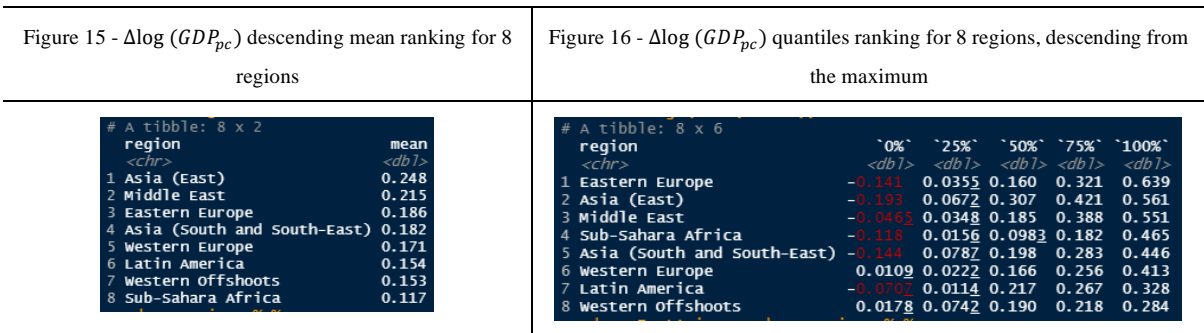 Figure 15 - Δlog (GDP_pc) descending mean ranking for 8
regions
Figure 16 - Δlog (GDP_pc) quantiles ranking for 8 regions, descending from
the maximum
# A tibble: 8 x 2
region mean
<chr> <dbl>
1 Asia (East) 0.248
2 Middle East 0.215
3 Eastern Europe 0.186
4 Asia (South and South-East) 0.182
5 Western Europe 0.171
6 Latin America 0.154
7 Western Offshoots 0.153
8 Sub-Sahara Africa 0.117
# A tibble: 8 x 6
region `0%` `25%` `50%` `75%` `100%`
<chr> <dbl> <dbl> <dbl> <dbl> <dbl>
1 Eastern Europe -0.141 0.0355 0.160 0.321 0.639
2 Asia (East) -0.193 0.0672 0.307 0.421 0.561
3 Middle East -0.0465 0.0348 0.185 0.388 0.551
4 Sub-Sahara Africa -0.118 0.0156 0.0983 0.182 0.465
5 Asia (South and South-East) -0.144 0.0787 0.198 0.283 0.446
6 Western Europe 0.0109 0.0222 0.166 0.256 0.413
7 Latin America -0.0707 0.0114 0.217 0.267 0.328
8 Western Offshoots 0.0178 0.0742 0.190 0.218 0.284